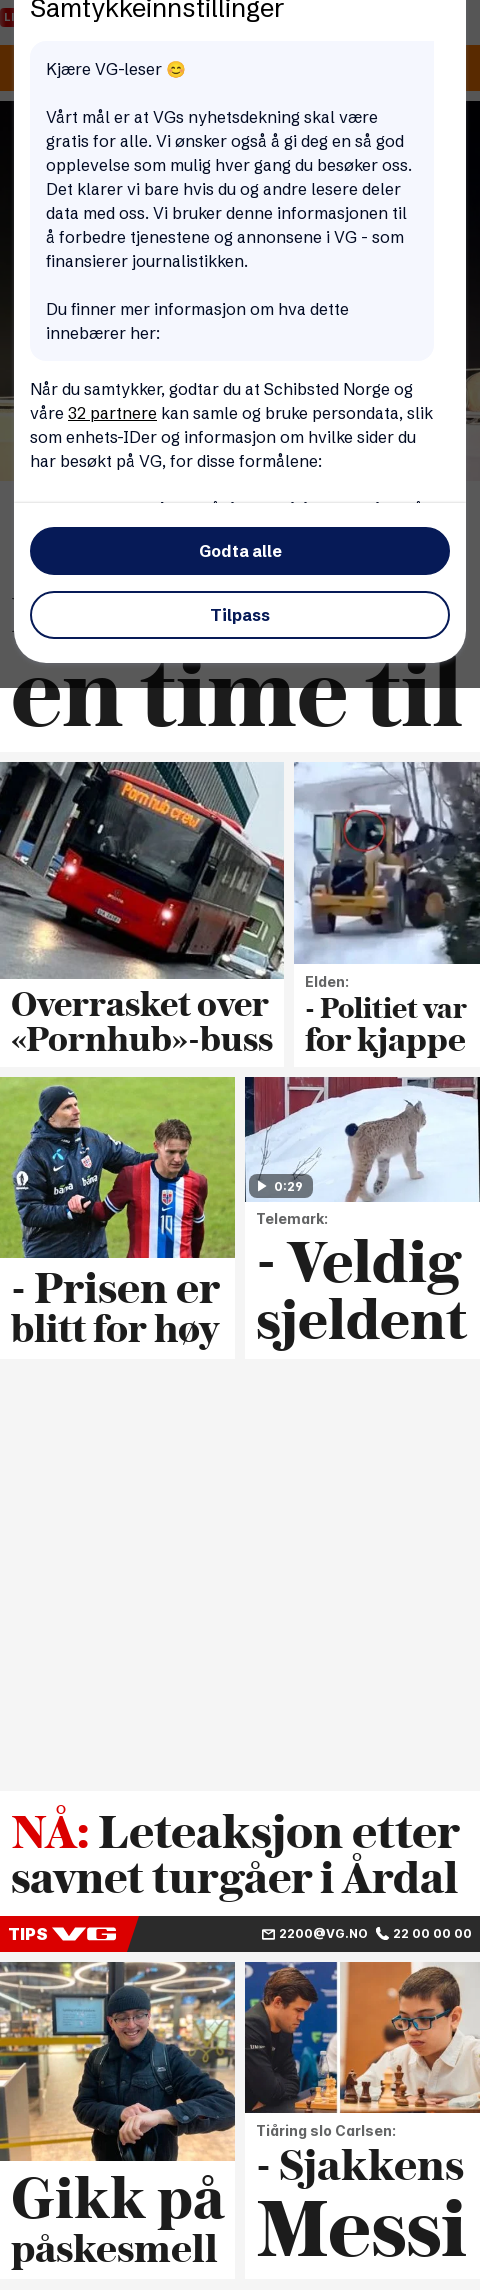 Samtykkeinnstillinger
Kjære VG-leser 😊
Vårt mål er at VGs nyhetsdekning skal være
gratis for alle. Vi ønsker også å gi deg en så god
opplevelse som mulig hver gang du besøker oss.
Det klarer vi bare hvis du og andre lesere deler
data med oss. Vi bruker denne informasjonen til
å forbedre tjenestene og annonsene i VG - som
finansierer journalistikken.
Du finner mer informasjon om hva dette
innebærer her:
Når du samtykker, godtar du at Schibsted Norge og
våre 32 partnere kan samle og bruke persondata, slik
som enhets-IDer og informasjon om hvilke sider du
har besøkt på VG, for disse formålene:
Godta alle
Tilpass
en time til
Pornhub crew
Overrasket over
«Pornhub»-buss
Elden:
- Politiet var
for kjappe
bama
bama
10
- Prisen er
blitt for høy
0:29
Telemark:
- Veldig
sjeldent
NÅ: Leteaksjon etter
savnet turgåer i Årdal
TIPS VG
2200@VG.NO 22 00 00 00
Gikk på
påskesmell
Tiåring slo Carlsen:
- Sjakkens
Messi